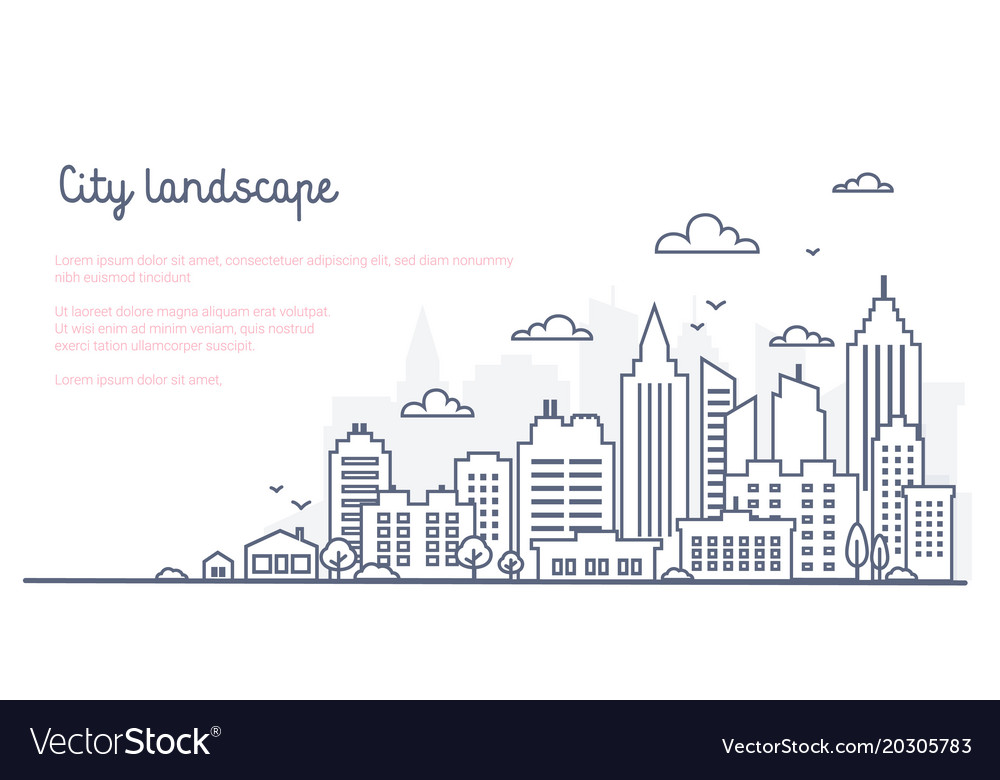 City landscape
Lorem ipsum dolor sit amet, consectetuer adipiscing elit, sed diam nonummy
nibh euismod tincidunt
Ut laoreet dolore magna aliquam erat volutpat.
Ut wisi enim ad minim veniam, quis nostrud
exerci tation ullamcorper suscipit.
Lorem ipsum dolor sit amet,
VectorStock®
VectorStock.com/20305783